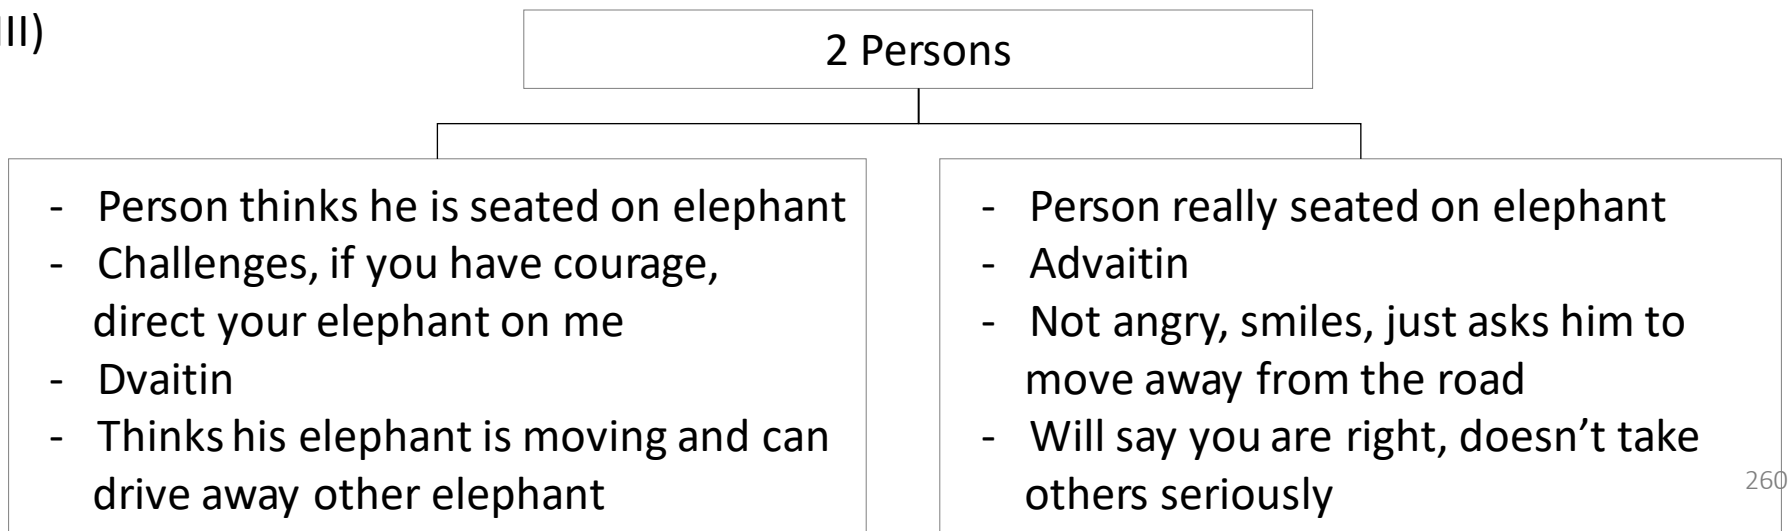 III)
2 Persons
- Person thinks he is seated on elephant
- Challenges, if you have courage,
direct your elephant on me
- Dvaitin
- Thinks his elephant is moving and can
drive away other elephant
- Person really seated on elephant
- Advaitin
- Not angry, smiles, just asks him to
move away from the road
- Will say you are right, doesn’t take
others seriously
260